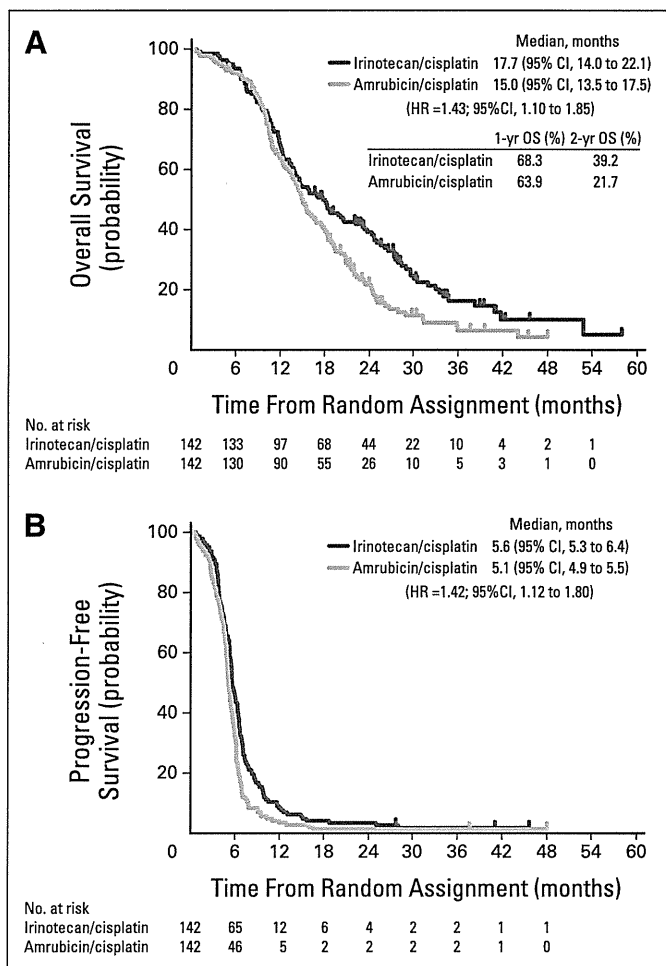 A
Median, months
Irinotecan/cisplatin 17.7 (95% CI, 14.0 to 22.1)
Amrubicin/cisplatin 15.0 (95% CI, 13.5 to 17.5)
(HR =1.43; 95%CI, 1.10 to 1.85)
1-yr OS (%) 2-yr OS (%)
Irinotecan/cisplatin 68.3 39.2
Amrubicin/cisplatin 63.9 21.7
Overall Survival
(probability)
100
80
60
40
20
0 6 12 18 24 30 36 42 48 54 60
Time From Random Assignment (months)
No. at risk
Irinotecan/cisplatin 142 133 97 68 44 22 10 4 2 1
Amrubicin/cisplatin 142 130 90 55 26 10 5 3 1 0
B
Median, months
Irinotecan/cisplatin 5.6 (95% CI, 5.3 to 6.4)
Amrubicin/cisplatin 5.1 (95% CI, 4.9 to 5.5)
(HR =1.42; 95%CI, 1.12 to 1.80)
Progression-Free
Survival (probability)
100
80
60
40
20
0 6 12 18 24 30 36 42 48 54 60
Time From Random Assignment (months)
No. at risk
Irinotecan/cisplatin 142 65 12 6 4 2 2 1 1
Amrubicin/cisplatin 142 46 5 2 2 2 2 1 0